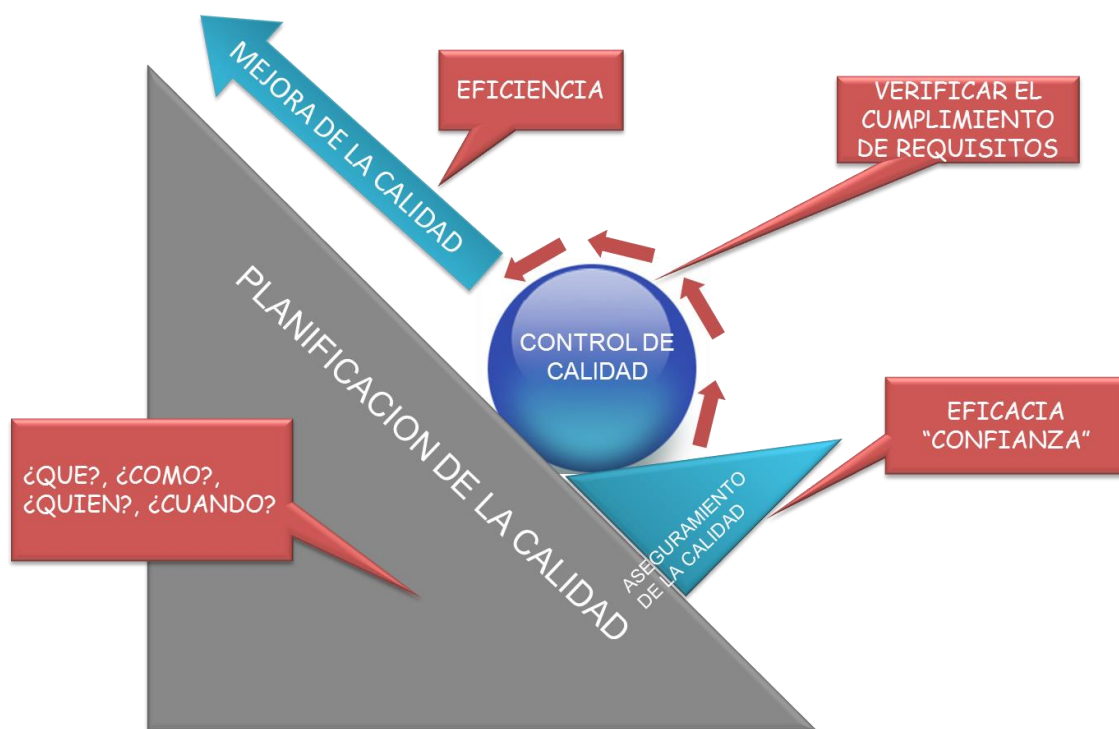 MEJORA DE LA CALIDAD
EFICIENCIA
VERIFICAR EL
CUMPLIMIENTO
DE REQUISITOS
PLANIFICACION DE LA CALIDAD
CONTROL DE
CALIDAD
EFICACIA
“CONFIANZA”
¿QUE?, ¿COMO?,
¿QUIEN?, ¿CUANDO?
ASEGURAMIENTO
DE LA CALIDAD